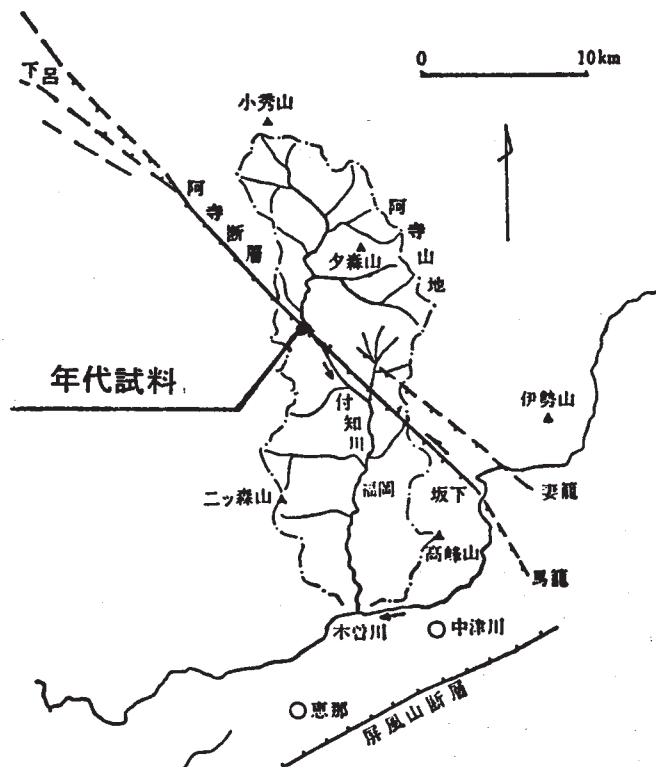 0 10km
下呂
小秀山
阿寺断層
阿寺山地
夕森山
年代試料
付知川
伊勢山
二ッ森山
福岡
坂下
妻籠
高峰山
馬籠
木曽川
中津川
恵那
屏風山断層